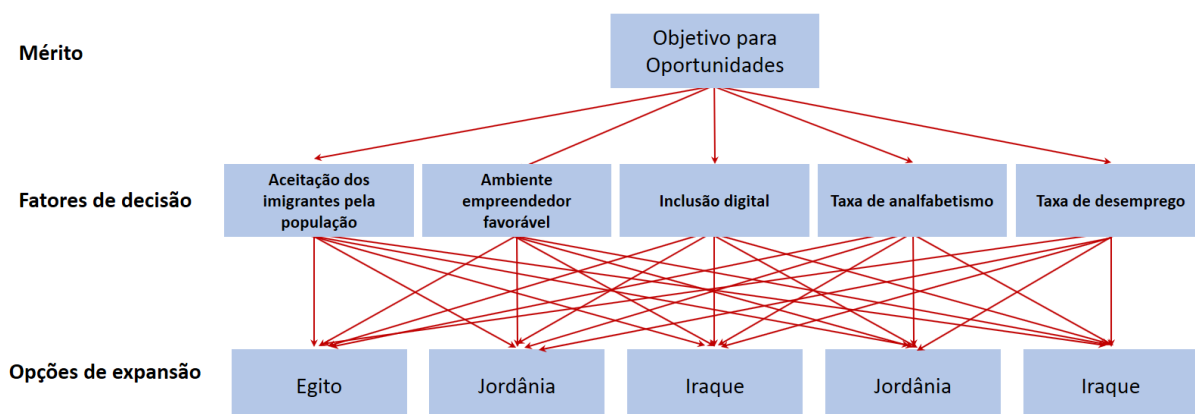 Mérito
Objetivo para
Oportunidades
Fatores de decisão
Aceitação dos
imigrantes pela
população
Ambiente
empreendedor
favorável
Inclusão digital
Taxa de analfabetismo
Taxa de desemprego
Opções de expansão
Egito
Jordânia
Iraque
Jordânia
Iraque